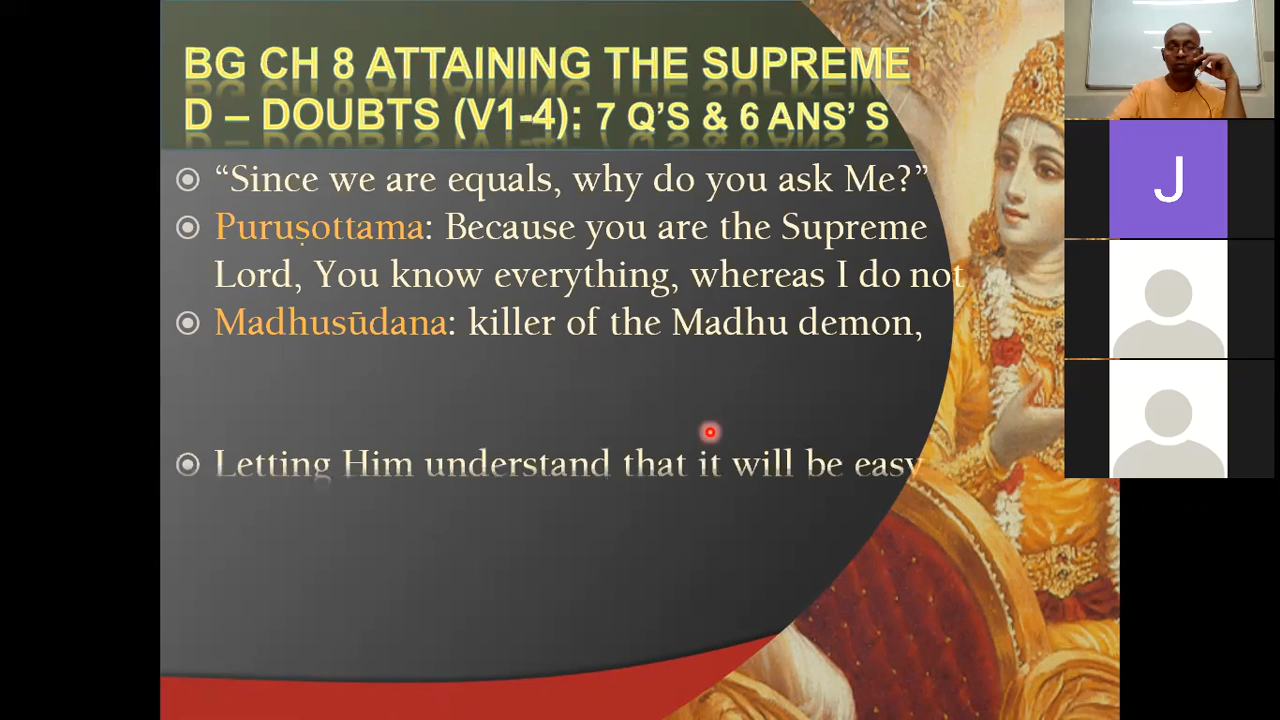 BG CH 8 ATTAINING THE SUPREME
D – DOUBTS (V1-4): 7 Q'S & 6 ANS' S
“Since we are equals, why do you ask Me?”
Puruṣottama: Because you are the Supreme
Lord, You know everything, whereas I do not
Madhusūdana: killer of the Madhu demon,
Letting Him understand that it will be easy
J